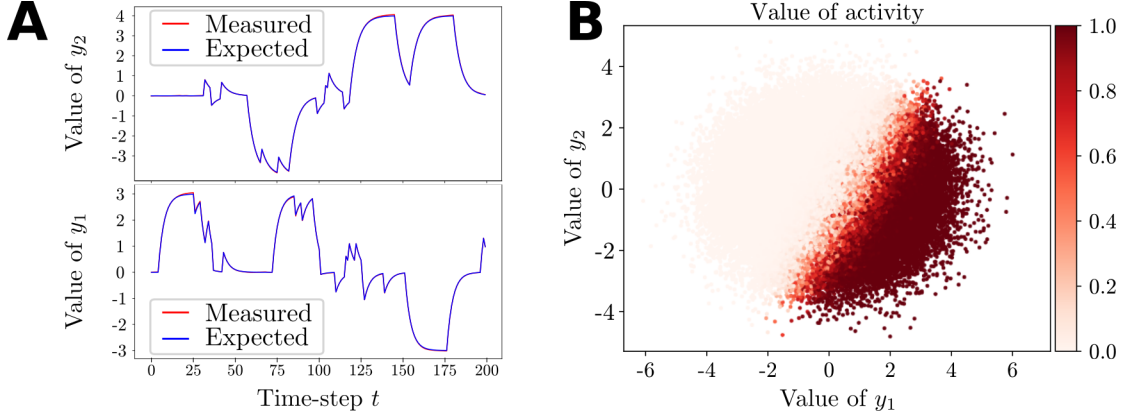 A
Value of y2
4
3
2
1
0
-1
-2
-3
Measured
Expected
Value of y1
3
2
1
0
-1
-2
-3
Measured
Expected
0 25 50 75 100 125 150 175 200
Time-step t
B
Value of activity
Value of y2
4
2
0
-2
-4
-6 -4 -2 0 2 4 6
Value of y1
1.0
0.8
0.6
0.4
0.2
0.0